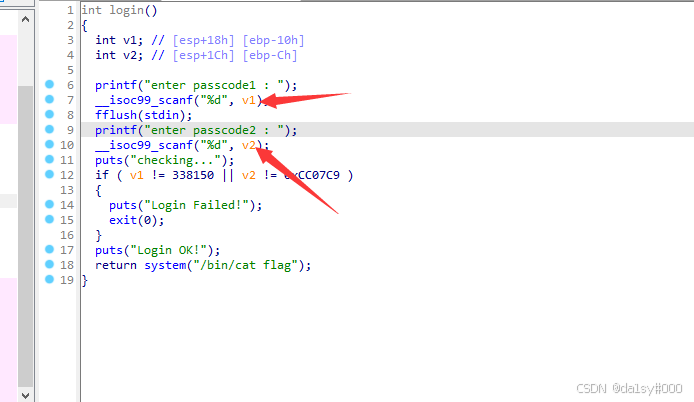 1 int login()
2 {
3 int v1; // [esp+18h] [ebp-10h]
4 int v2; // [esp+1Ch] [ebp-Ch]
5
6 printf("enter passcode1 : ");
7 __isoc99_scanf("%d", v1);
8 fflush(stdin);
9 printf("enter passcode2 : ");
10 __isoc99_scanf("%d", v2);
11 puts("checking...");
12 if ( v1 != 338150 || v2 != 0xCC07C9 )
13 {
14 puts("Login Failed!");
15 exit(0);
16 }
17 puts("Login OK!");
18 return system("/bin/cat flag");
19 }
CSDN @dalsy#000